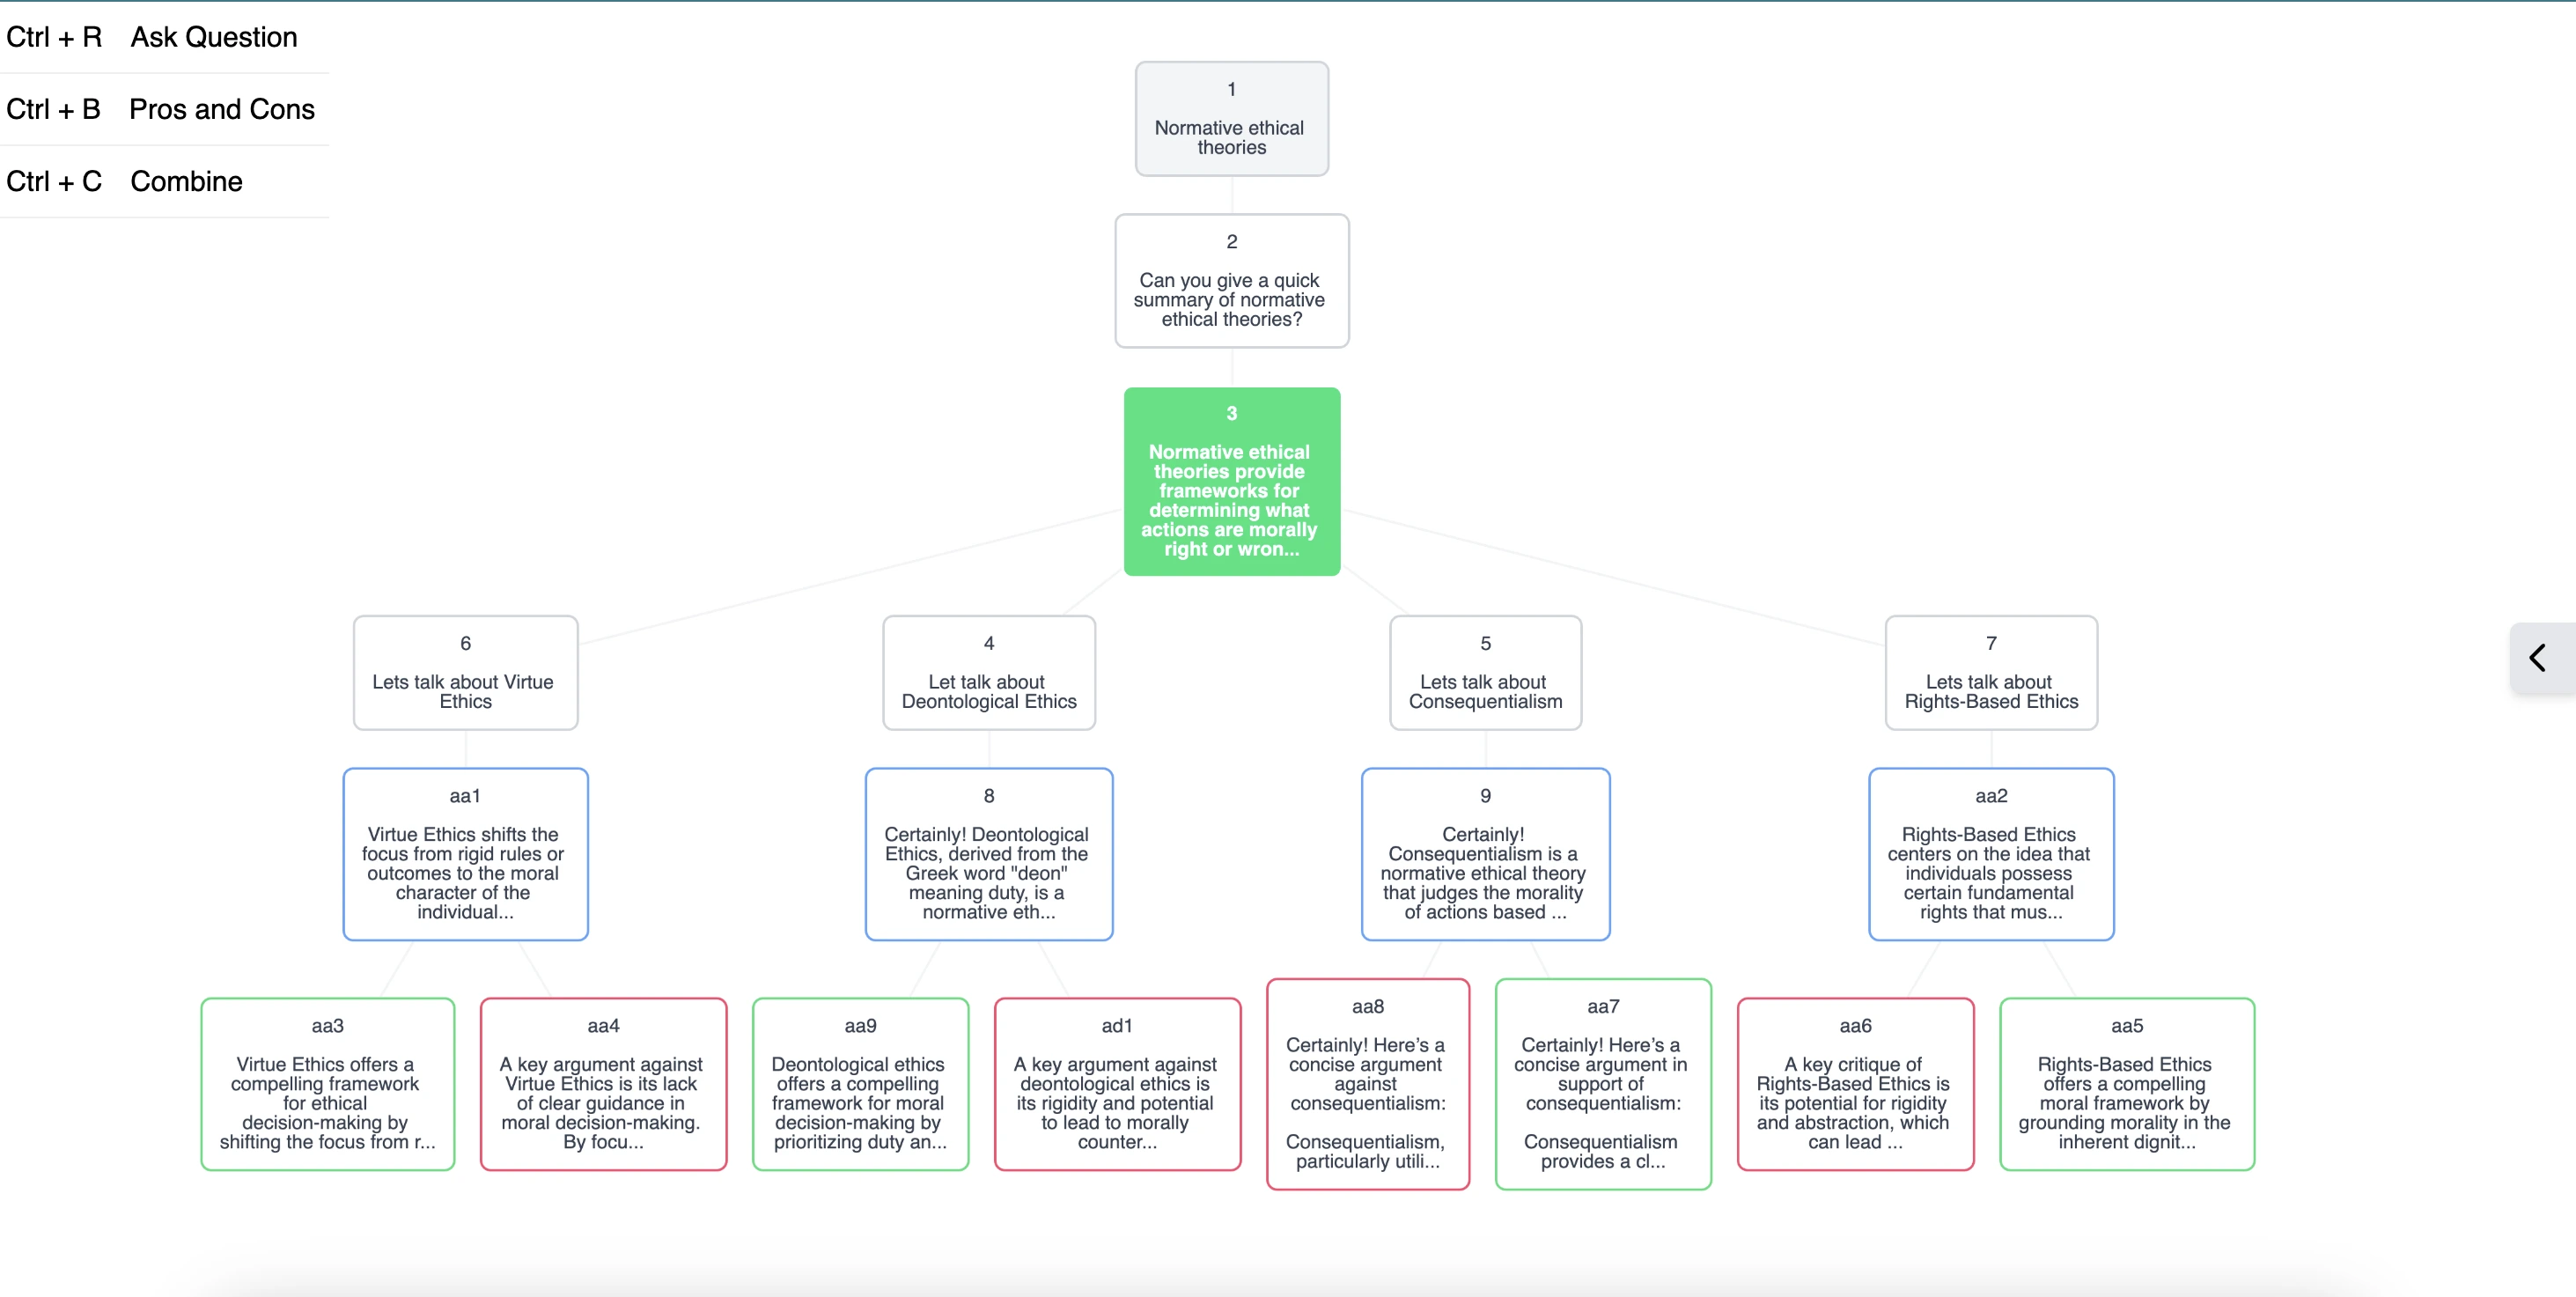 Ctrl + R Ask Question
Ctrl + B Pros and Cons
Ctrl + C Combine
1
Normative ethical
theories
2
Can you give a quick
summary of normative
ethical theories?
3
Normative ethical
theories provide
frameworks for
determining what
actions are morally
right or wron...
6
Lets talk about Virtue
Ethics
4
Let talk about
Deontological Ethics
5
Lets talk about
Consequentialism
7
Lets talk about
Rights-Based Ethics
aa1
Virtue Ethics shifts the
focus from rigid rules or
outcomes to the moral
character of the
individual...
8
Certainly! Deontological
Ethics, derived from the
Greek word "deon"
meaning duty, is a
normative eth...
9
Certainly!
Consequentialism is a
normative ethical theory
that judges the morality
of actions based ...
aa2
Rights-Based Ethics
centers on the idea that
individuals possess
certain fundamental
rights that mus...
aa3
Virtue Ethics offers a
compelling framework
for ethical
decision-making by
shifting the focus from r...
aa4
A key argument against
Virtue Ethics is its lack
of clear guidance in
moral decision-making.
By focu...
aa9
Deontological ethics
offers a compelling
framework for moral
decision-making by
prioritizing duty an...
ad1
A key argument against
deontological ethics is
its rigidity and potential
to lead to morally
counter...
aa8
Certainly! Here’s a
concise argument
against
consequentialism:
Consequentialism,
particularly utili...
aa7
Certainly! Here’s a
concise argument in
support of
consequentialism:
Consequentialism
provides a cl...
aa6
A key critique of
Rights-Based Ethics is
its potential for rigidity
and abstraction, which
can lead ...
aa5
Rights-Based Ethics
offers a compelling
moral framework by
grounding morality in the
inherent dignit...